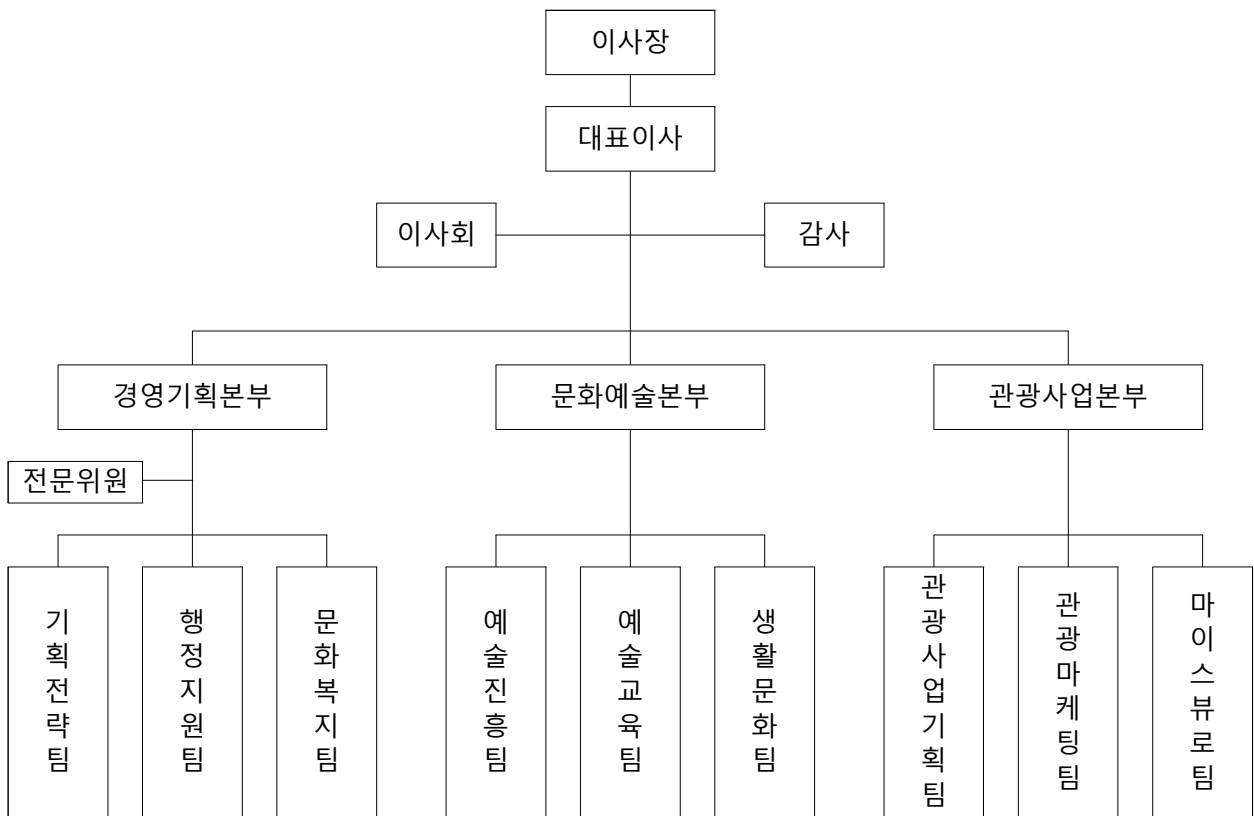 이사장
대표이사
이사회
감사
경영기획본부
문화예술본부
관광사업본부
전문위원
기획전략팀
행정지원팀
문화복지팀
예술진흥팀
예술교육팀
생활문화팀
관광사업기획팀
관광마케팅팀
마이스뷰로팀